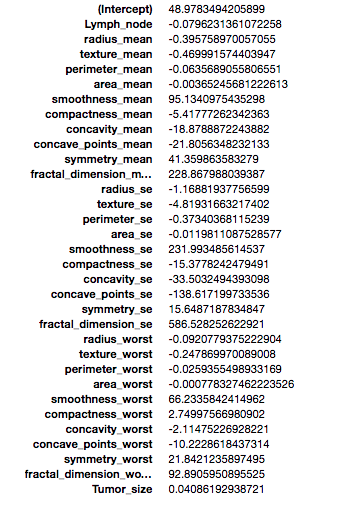 (Intercept) 48.9783494205899
Lymph_node -0.0796231361072258
radius_mean -0.395758970057055
texture_mean -0.469991574403947
perimeter_mean -0.0635689055806551
area_mean -0.00365245681222613
smoothness_mean 95.1340975435298
compactness_mean -5.41777262342363
concavity_mean -18.8788872243882
concave_points_mean -21.8056348232133
symmetry_mean 41.359863583279
fractal_dimension_m... 228.867988039387
radius_se -1.16881937756599
texture_se -4.81931663217402
perimeter_se -0.37340368115239
area_se -0.0119811087528577
smoothness_se 231.993485614537
compactness_se -15.3778242479491
concavity_se -33.5032494393098
concave_points_se -138.617199733536
symmetry_se 15.6487187834847
fractal_dimension_se 586.528252622921
radius_worst -0.0920779375222904
texture_worst -0.247869970089008
perimeter_worst -0.0259355498933169
area_worst -0.000778327462223526
smoothness_worst 66.2335842414962
compactness_worst 2.74997566980902
concavity_worst -2.11475226928221
concave_points_worst -10.2228618437314
symmetry_worst 21.8421235897495
fractal_dimension_wo... 92.8905950895525
Tumor_size 0.04086192938721